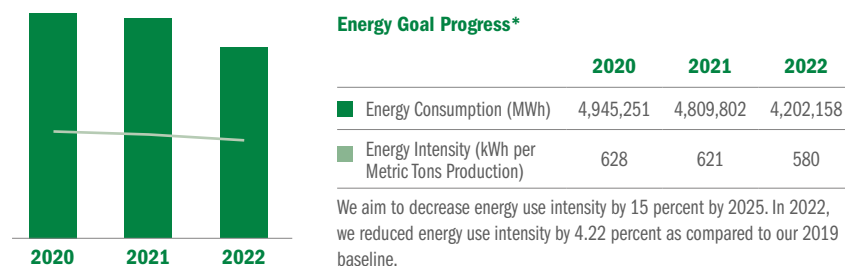 Energy Goal Progress*
2020 2021 2022
Energy Consumption (MWh) 4,945,251 4,809,802 4,202,158
Energy Intensity (kWh per
Metric Tons Production) 628 621 580
We aim to decrease energy use intensity by 15 percent by 2025. In 2022,
we reduced energy use intensity by 4.22 percent as compared to our 2019
baseline.
2020 2021 2022